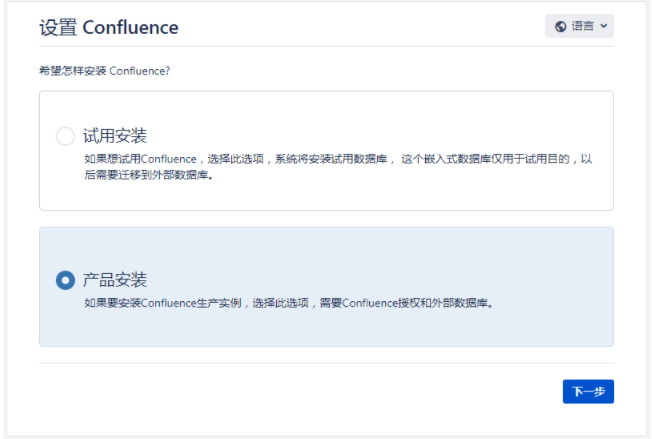 设置 Confluence
语言
希望怎样安装 Confluence?
试用安装
如果想试用Confluence，选择此选项，系统将安装试用数据库， 这个嵌入式数据库仅用于试用目的，以
后需要迁移到外部数据库。
产品安装
如果要安装Confluence生产实例，选择此选项，需要Confluence授权和外部数据库。
下一步